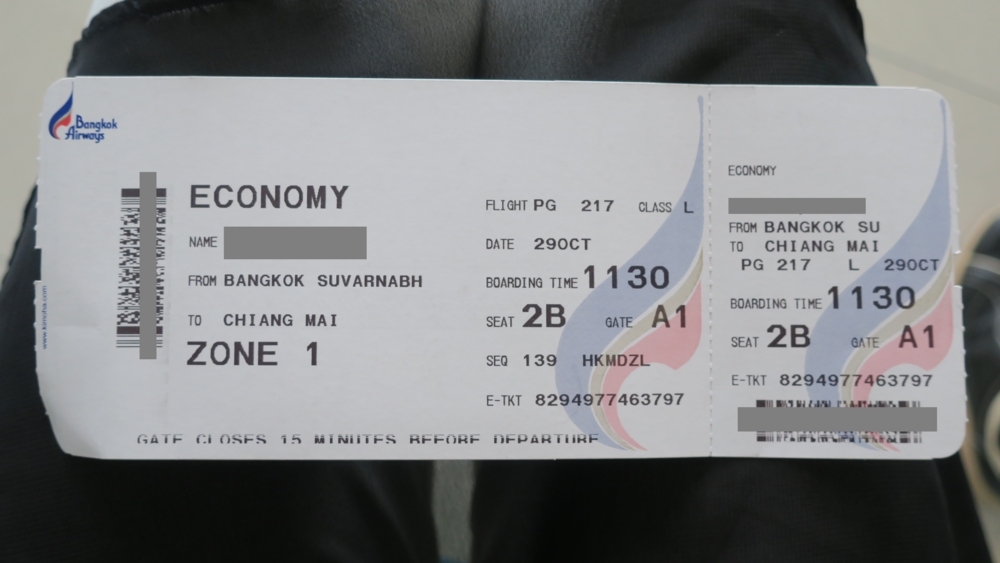 Bangkok
Airways
ECONOMY
NAME
FROM BANGKOK SUVARNABH
TO CHIANG MAI
ZONE 1
FLIGHT PG 217 CLASS L
DATE 29OCT
BOARDING TIME 1130
SEAT 2B GATE A1
SEQ 139 HKMDZL
E-TKT 8294977463797
GATE CLOSES 15 MINUTES BEFORE DEPARTURE
ECONOMY
FROM BANGKOK SU
TO CHIANG MAI
PG 217 L 29OCT
BOARDING TIME 1130
SEAT 2B GATE A1
E-TKT 8294977463797